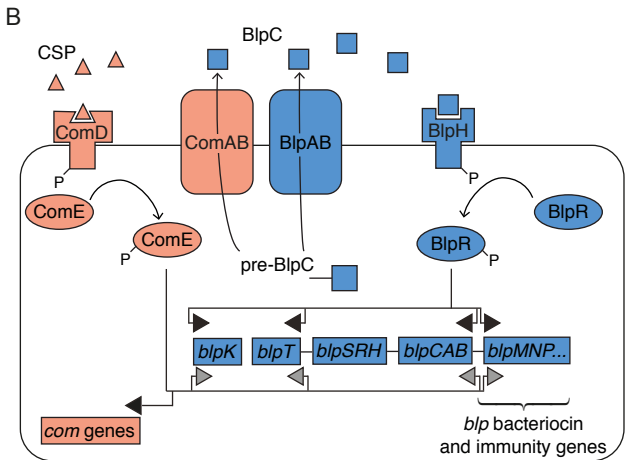 B
BlpC
CSP
ComD
ComAB
BlpAB
BlpH
P
P
ComE
BlpR
ComE
BlpR
P
P
pre-BlpC
blpK
blpT
blpSRH
blpCAB
blpMNP...
com genes
blp bacteriocin
and immunity genes